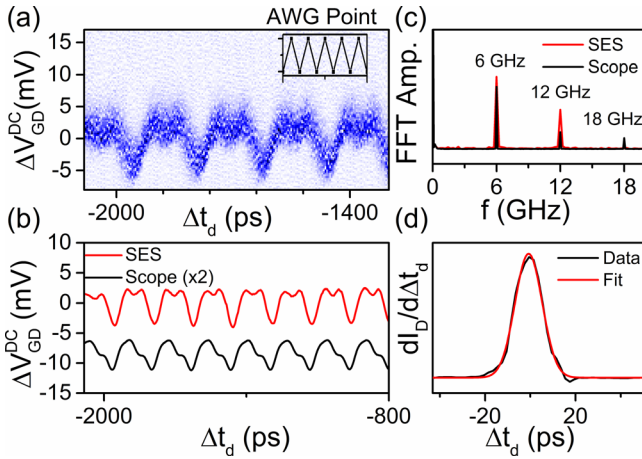 (a)
AWG Point
ΔV_GD^DC (mV)
15
10
5
0
-5
-2000
-1400
Δt_d (ps)
(b)
SES
Scope (x2)
ΔV_GD^DC (mV)
10
5
0
-5
-10
-15
-2000
-800
Δt_d (ps)
(c)
SES
Scope
6 GHz
12 GHz
18 GHz
FFT Amp.
0
6
12
18
f (GHz)
(d)
Data
Fit
dI_D/dΔt_d
-20
20
Δt_d (ps)